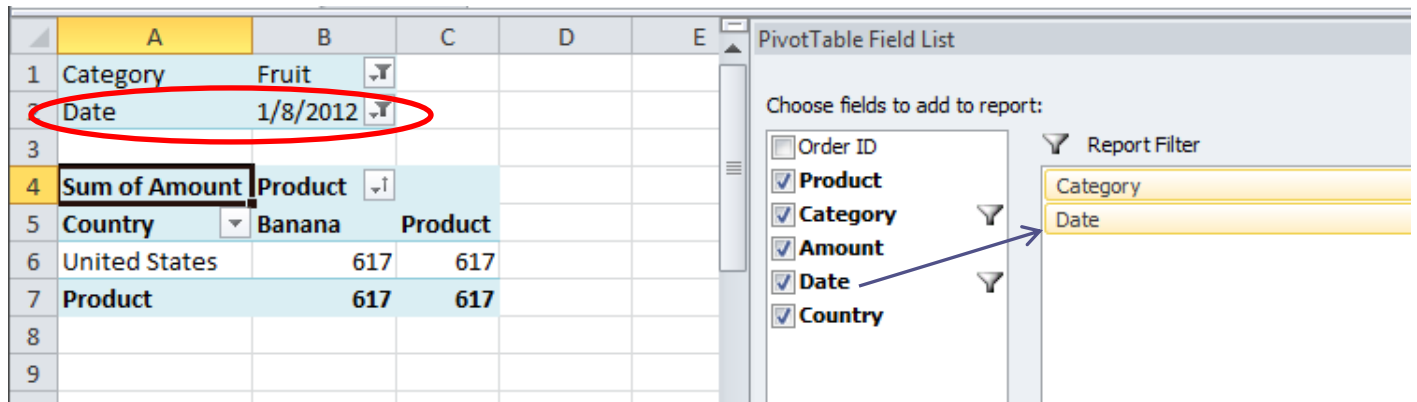 A B C D E
PivotTable Field List
1 Category Fruit
2 Date 1/8/2012
Choose fields to add to report:
3
Order ID
Report Filter
4 Sum of Amount Product
Product
Category
5 Country Banana Product
Category
Date
6 United States 617 617
Amount
7 Product 617 617
Date
Country
8
9